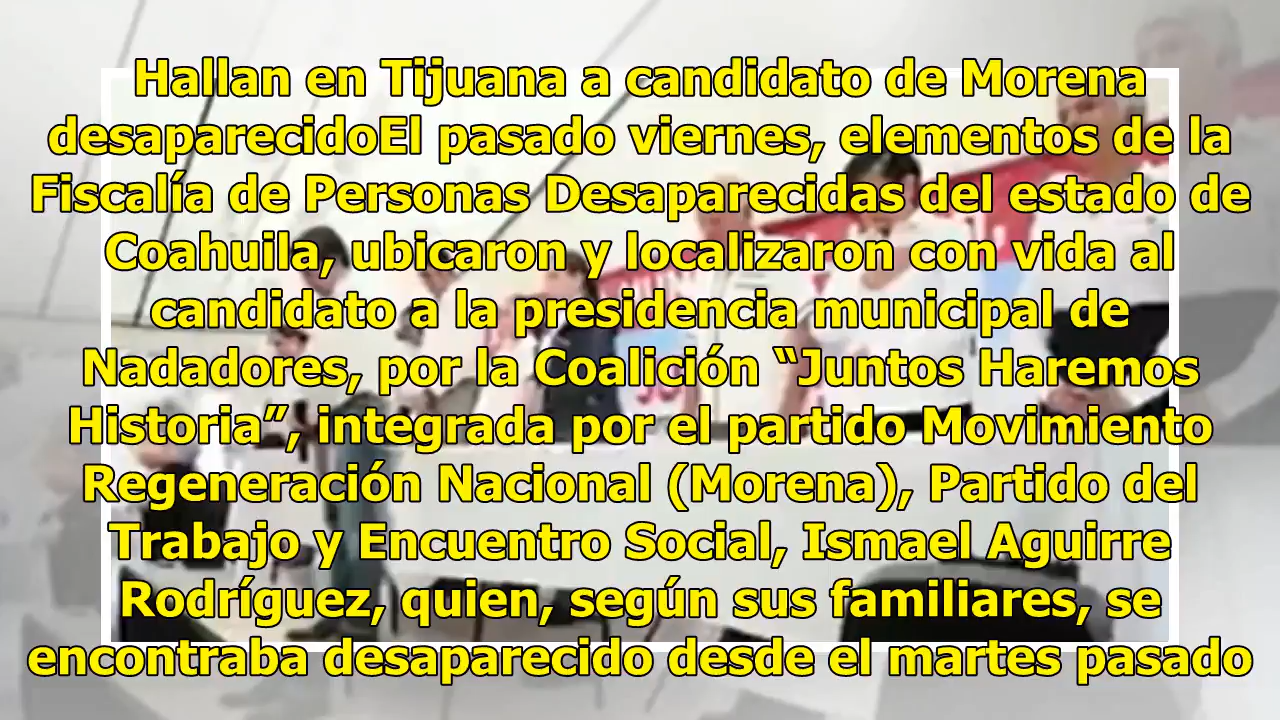 Hallan en Tijuana a candidato de Morena
desaparecidoEl pasado viernes, elementos de la
Fiscalía de Personas Desaparecidas del estado de
Coahuila, ubicaron y localizaron con vida al
candidato a la presidencia municipal de
Nadadores, por la Coalición “Juntos Haremos
Historia”, integrada por el partido Movimiento
Regeneración Nacional (Morena), Partido del
Trabajo y Encuentro Social, Ismael Aguirre
Rodríguez, quien, según sus familiares, se
encontraba desaparecido desde el martes pasado